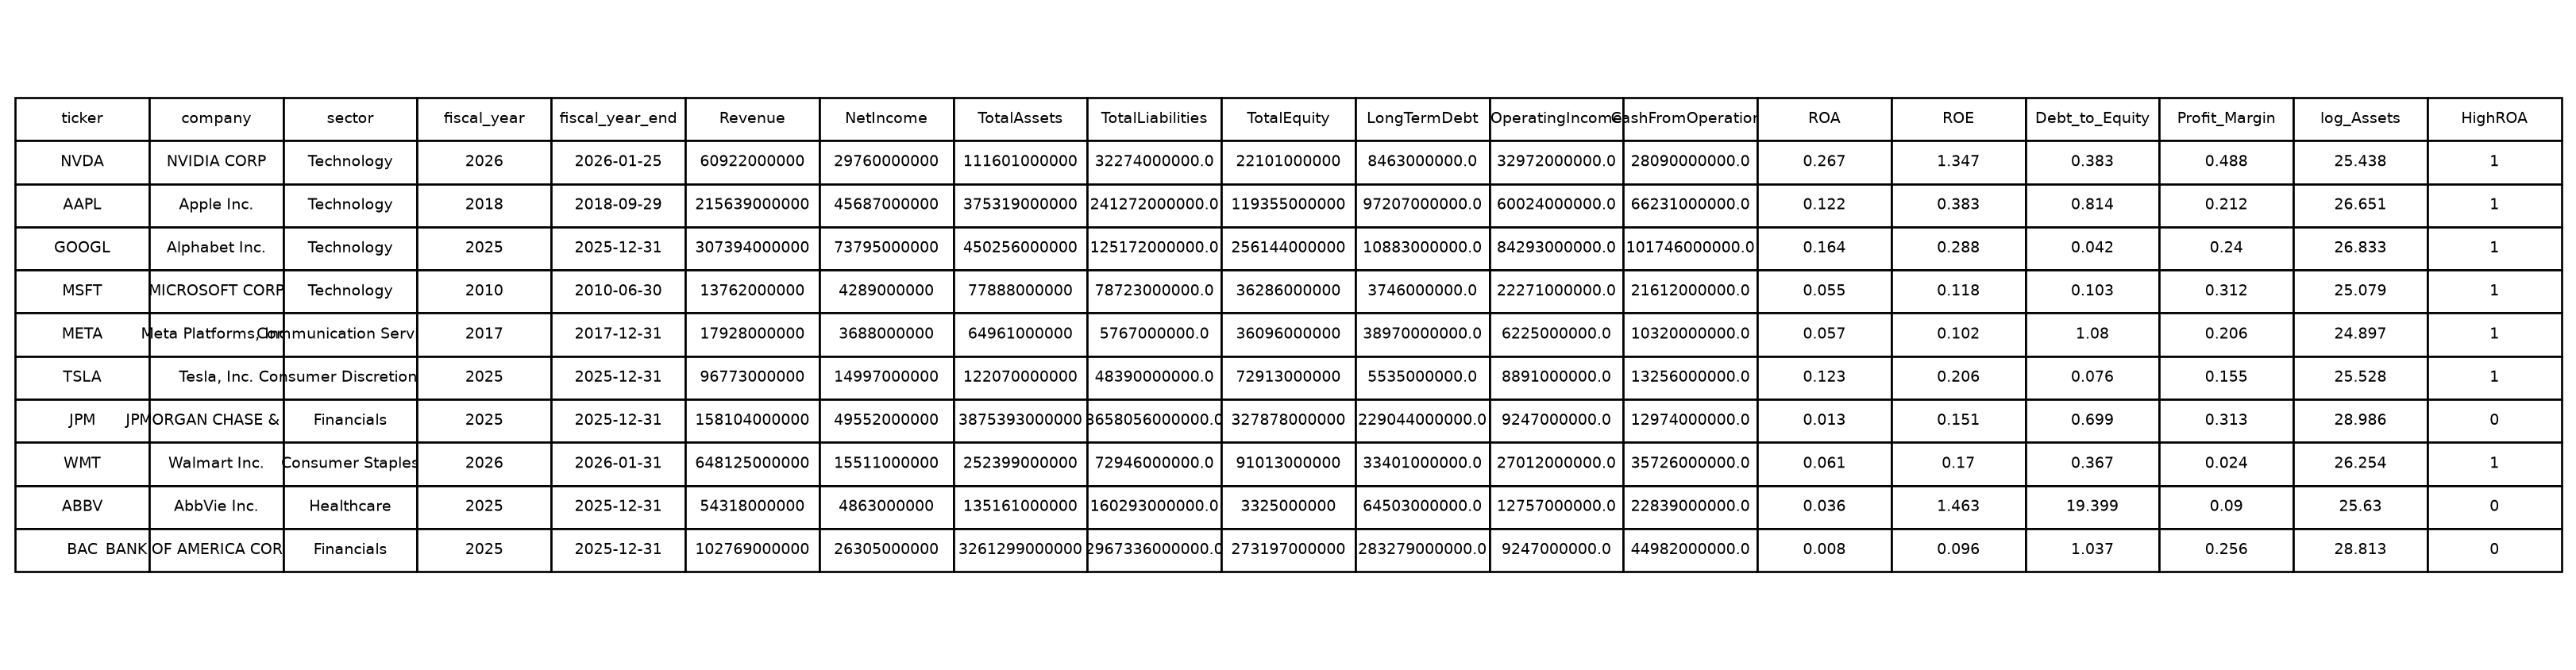 ticker company sector fiscal_year fiscal_year_end Revenue NetIncome TotalAssets TotalLiabilities TotalEquity LongTermDebt OperatingIncome CashFromOperation ROA ROE Debt_to_Equity Profit_Margin log_Assets HighROA
NVDA NVIDIA CORP Technology 2026 2026-01-25 60922000000 29760000000 111601000000 32274000000.0 22101000000 8463000000.0 32972000000.0 28090000000.0 0.267 1.347 0.383 0.488 25.438 1
AAPL Apple Inc. Technology 2018 2018-09-29 215639000000 45687000000 375319000000 241272000000.0 119355000000 97207000000.0 60024000000.0 66231000000.0 0.122 0.383 0.814 0.212 26.651 1
GOOGL Alphabet Inc. Technology 2025 2025-12-31 307394000000 73795000000 450256000000 125172000000.0 256144000000 10883000000.0 84293000000.0 101746000000.0 0.164 0.288 0.042 0.24 26.833 1
MSFT MICROSOFT CORP Technology 2010 2010-06-30 13762000000 4289000000 77888000000 78723000000.0 36286000000 3746000000.0 22271000000.0 21612000000.0 0.055 0.118 0.103 0.312 25.079 1
META Meta Platforms, Inc. Communication Serv 2017 2017-12-31 17928000000 3688000000 64961000000 5767000000.0 36096000000 38970000000.0 6225000000.0 10320000000.0 0.057 0.102 1.08 0.206 24.897 1
TSLA Tesla, Inc. Consumer Discretion 2025 2025-12-31 96773000000 14997000000 122070000000 48390000000.0 72913000000 5535000000.0 8891000000.0 13256000000.0 0.123 0.206 0.076 0.155 25.528 1
JPM JPMORGAN CHASE & Financials 2025 2025-12-31 158104000000 49552000000 3875393000000 3658056000000.0 327878000000 229044000000.0 9247000000.0 12974000000.0 0.013 0.151 0.699 0.313 28.986 0
WMT Walmart Inc. Consumer Staples 2026 2026-01-31 648125000000 15511000000 252399000000 72946000000.0 91013000000 33401000000.0 27012000000.0 35726000000.0 0.061 0.17 0.367 0.024 26.254 1
ABBV AbbVie Inc. Healthcare 2025 2025-12-31 54318000000 4863000000 135161000000 160293000000.0 3325000000 64503000000.0 12757000000.0 22839000000.0 0.036 1.463 19.399 0.09 25.63 0
BAC BANK OF AMERICA COR Financials 2025 2025-12-31 102769000000 26305000000 3261299000000 2967336000000.0 273197000000 283279000000.0 9247000000.0 44982000000.0 0.008 0.096 1.037 0.256 28.813 0